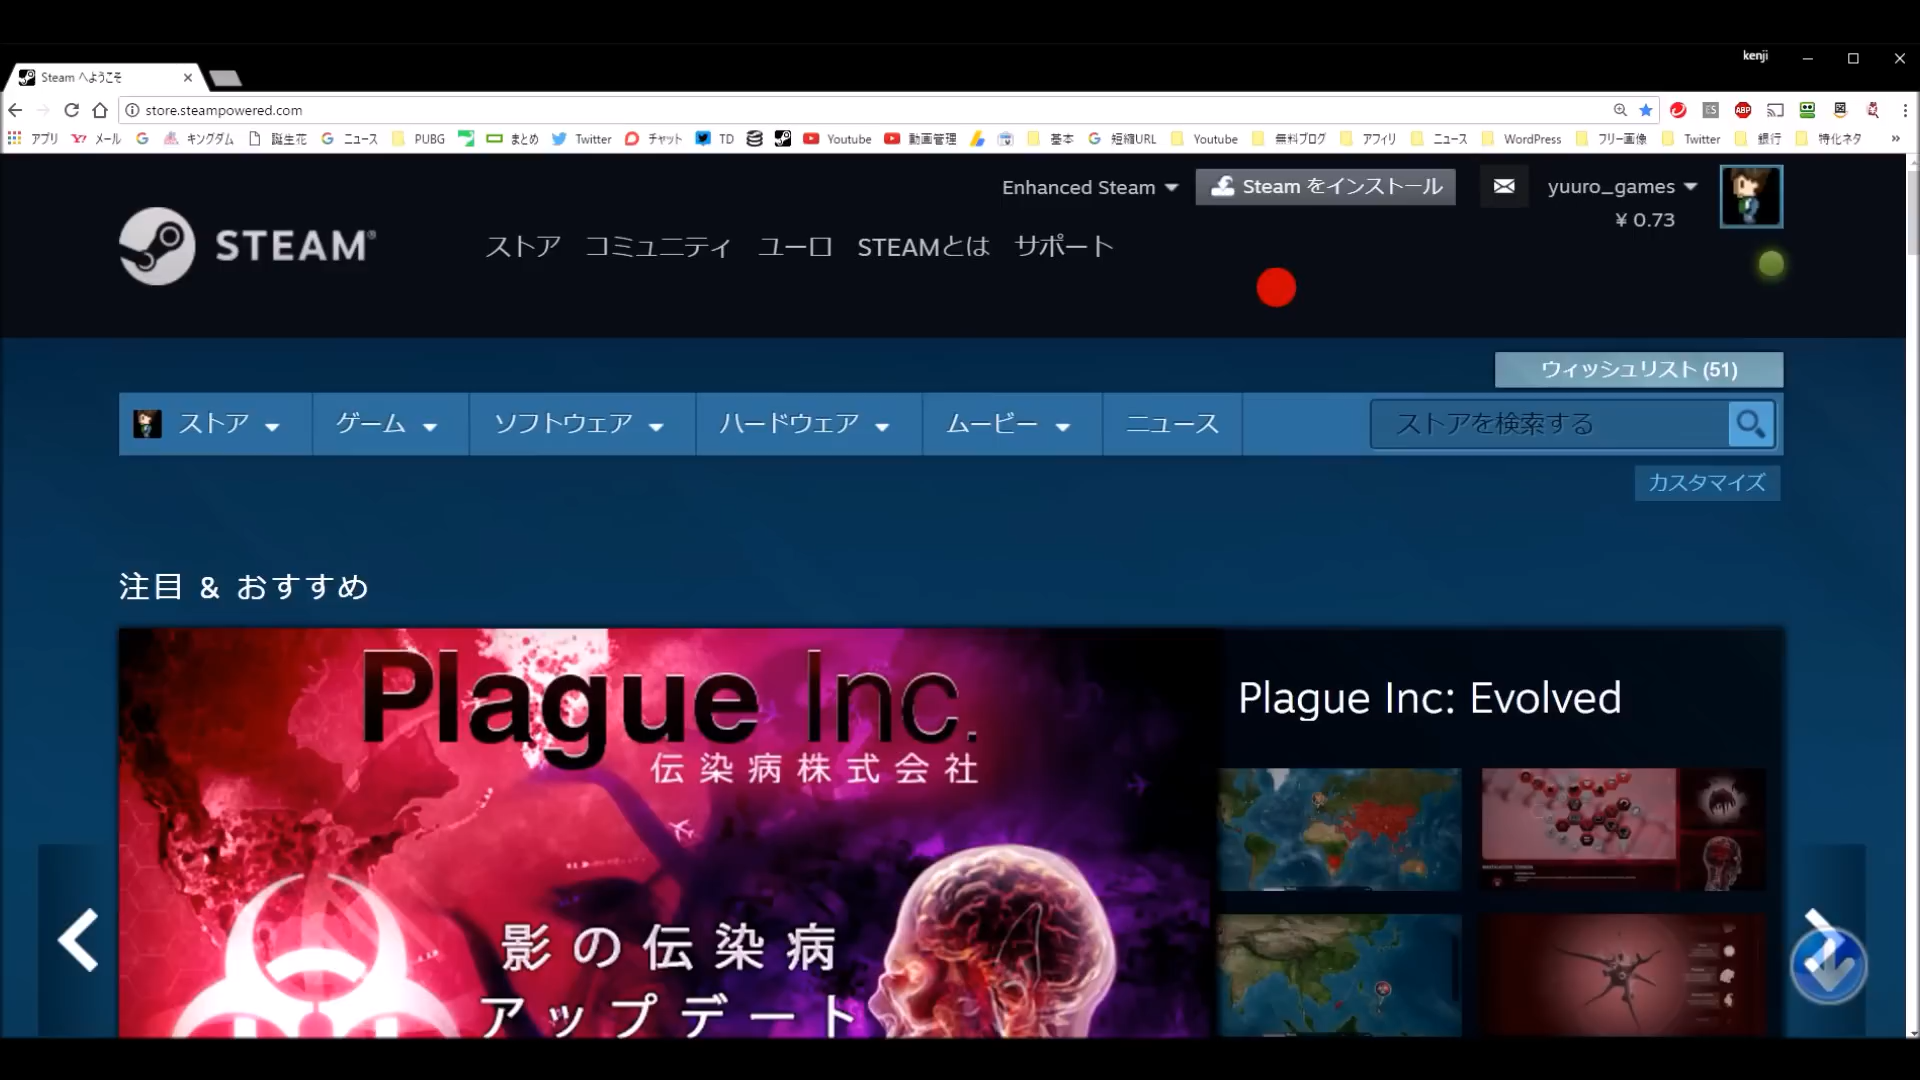 kenji
Steam へようこそ
store.steampowered.com
ABP
アプリ メール キングダム 誕生花 ニュース PUBG まとめ Twitter チャット TD Youtube 動画管理 基本 短縮URL Youtube 無料ブログ アフィリ ニュース WordPress フリー画像 Twitter 銀行 特化ネタ »
Enhanced Steam Steam をインストール yuuro_games
¥ 0.73
STEAM®
ストア コミュニティ ユーロ STEAMとは サポート
ウィッシュリスト (51)
ストア ゲーム ソフトウェア ハードウェア ムービー ニュース ストアを検索する
カスタマイズ
注目 & おすすめ
Plague Inc.
伝染病株式会社
影の伝染病
アップデート
Plague Inc: Evolved